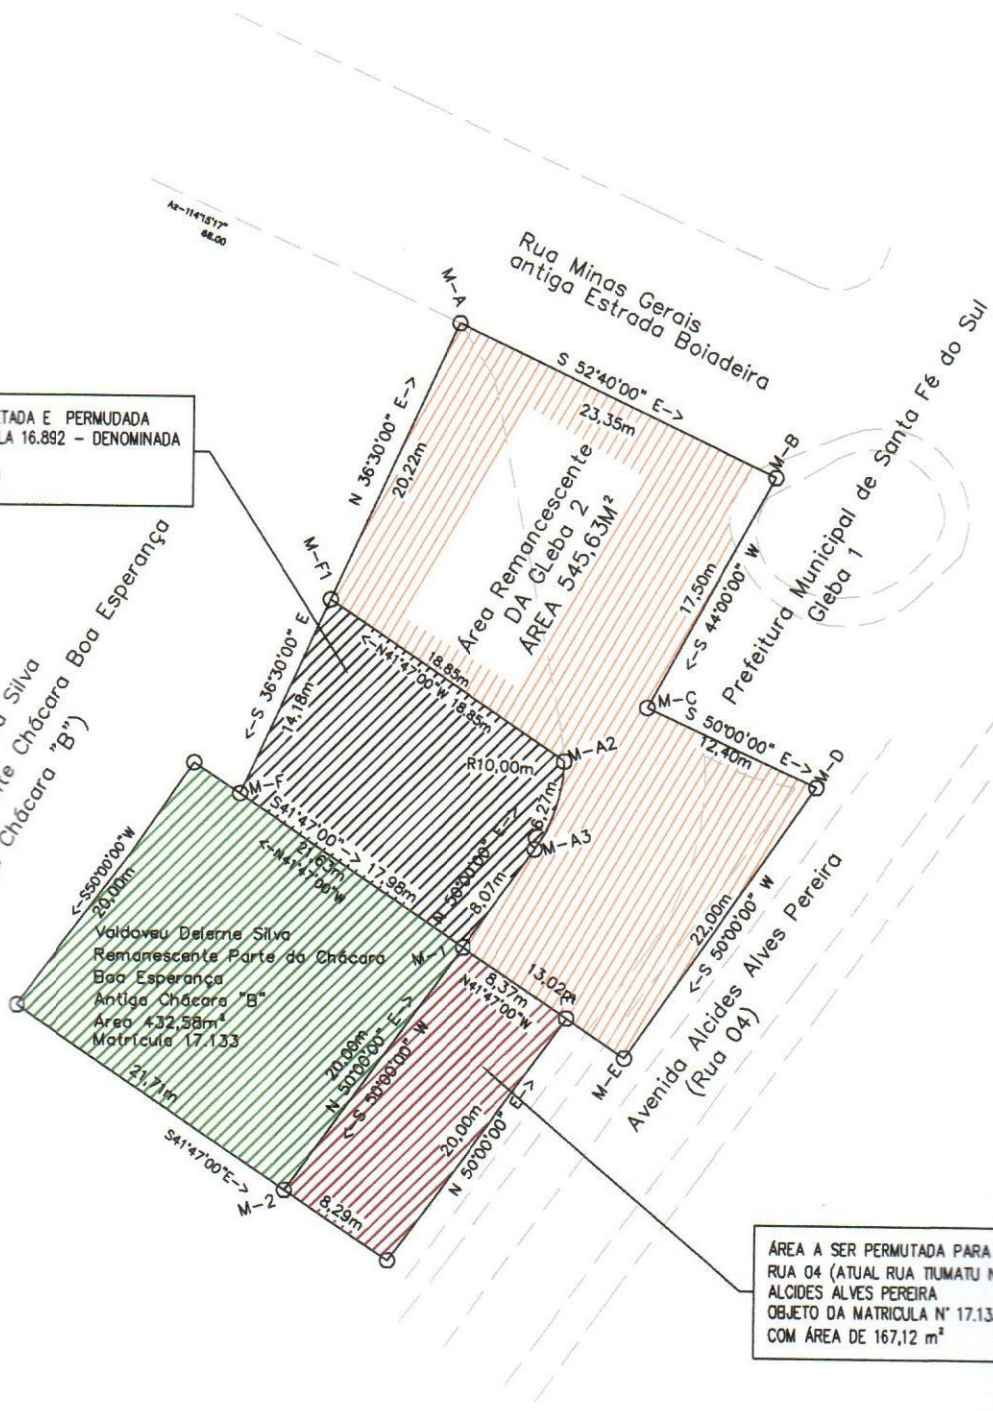 Az=114°15'17"
88.00
Rua Minas Gerais
antiga Estrada Boiadeira
M-A
S 52°40'00" E->
23,35m
M-B
N 36°30'00" E->
20,22m
TADA E PERMUDADA
LA 16.892 - DENOMINADA
M-F1
Área Remancescente
DA GLeba 2
ÁREA 545,63M²
17,50m
<-S 44°00'00" W
Prefeitura Municipal de Santa Fé do Sul
Gleba 1
M-C
S 50°00'00" E->
12,40m
M-D
18.85m
<-N41°47'00"W 18.85m
<-S 36°30'00" E
14,18m
R10,00m
M-A2
6,27m
M-A3
N 50°00'00" E->
8,07m
Silva
te Chácara Boa Esperança
Chácara "B")
M-F
S41°47'00"-> 17,98m
21,63m
<-N41°47'00"W
<-S50°00'00"W
20,00m
Valdoveu Delerne Silva
Remanescente Parte da Chácara
Boa Esperança
Antiga Chácara "B"
Área 432,58m²
Matrícula 17.133
M-1
8,37m
N41°47'00"W
13,02m
22,00m
<-S 50°00'00" W
M-E
Avenida Alcides Alves Pereira
(Rua 04)
20,00m
N 50°00'00" E->
<-S 50°00'00" W
20,00m
N 50°00'00" E->
21,71m
S41°47'00"E->
M-2
8,29m
ÁREA A SER PERMUTADA PARA
RUA 04 (ATUAL RUA TIUMATU
ALCIDES ALVES PEREIRA
OBJETO DA MATRICULA N° 17.13
COM ÁREA DE 167,12 m²